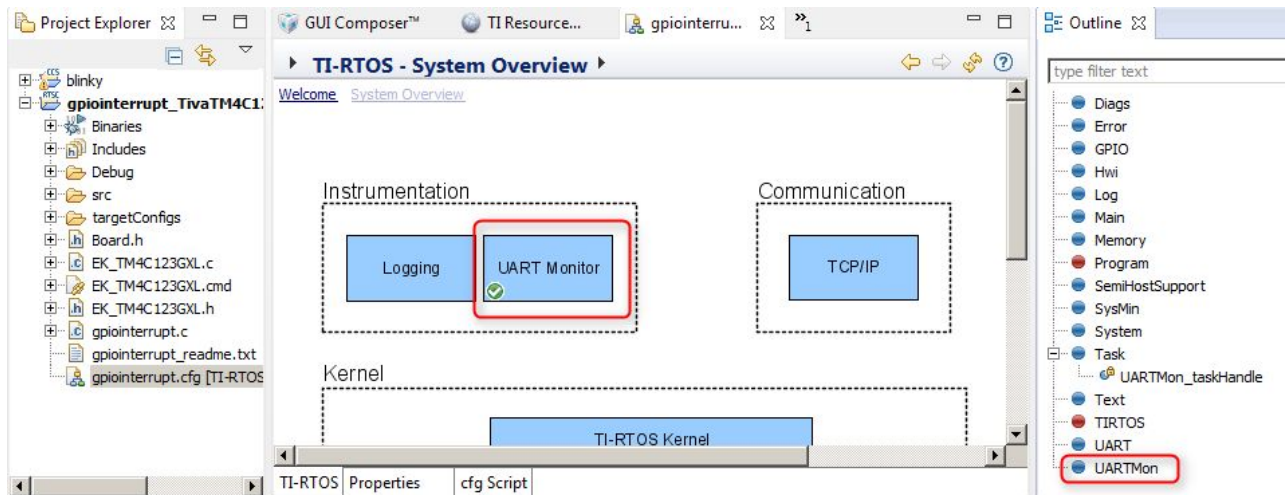 Project Explorer
CCS
blinky
RTSC
gpiointerrupt_TivaTM4C12
Binaries
Includes
Debug
src
targetConfigs
Board.h
EK_TM4C123GXL.c
EK_TM4C123GXL.cmd
EK_TM4C123GXL.h
gpiointerrupt.c
gpiointerrupt_readme.txt
gpiointerrupt.cfg [TI-RTOS
GUI Composer™
TI Resource...
gpiointerru...
»1
TI-RTOS - System Overview
Welcome System Overview
Instrumentation
Logging
UART Monitor
Communication
TCP/IP
Kernel
TI-RTOS Kernel
TI-RTOS Properties cfg Script
Outline
type filter text
Diags
Error
GPIO
Hwi
Log
Main
Memory
Program
SemiHostSupport
SysMin
System
Task
UARTMon_taskHandle
Text
TIRTOS
UART
UARTMon